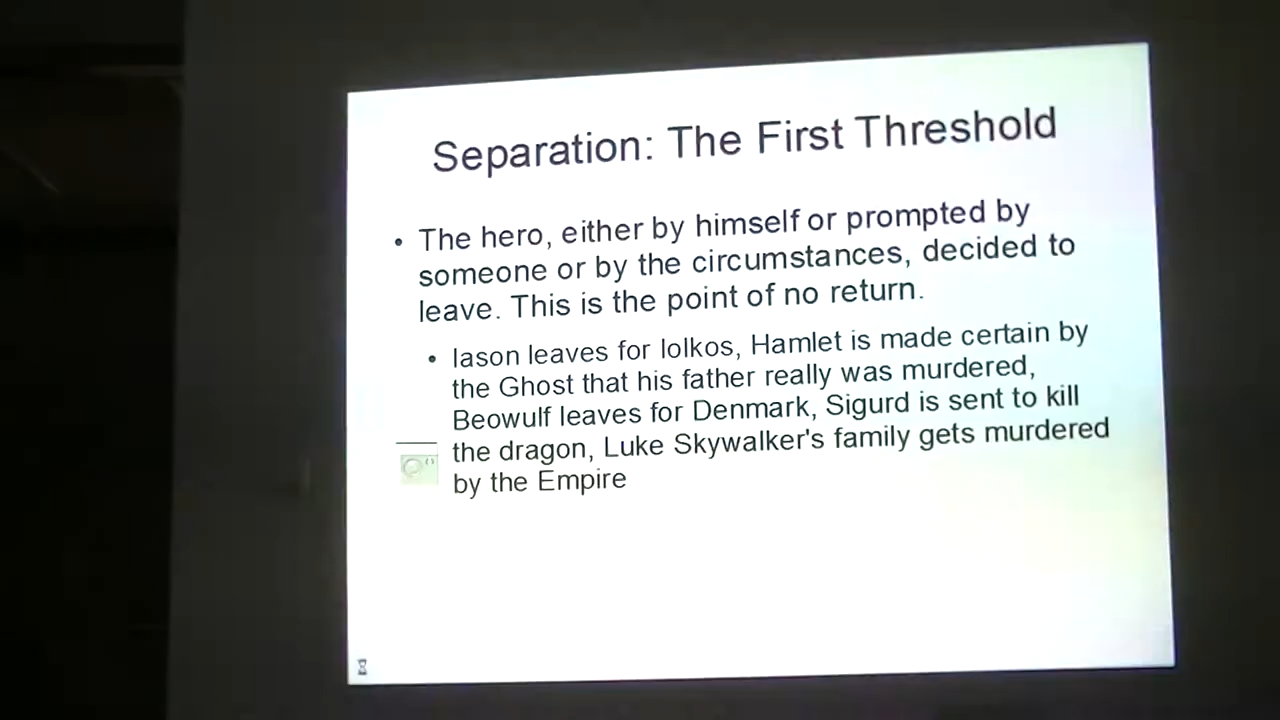 Separation: The First Threshold
• The hero, either by himself or prompted by
someone or by the circumstances, decided to
leave. This is the point of no return.
• Iason leaves for Iolkos, Hamlet is made certain by
the Ghost that his father really was murdered,
Beowulf leaves for Denmark, Sigurd is sent to kill
the dragon, Luke Skywalker's family gets murdered
by the Empire